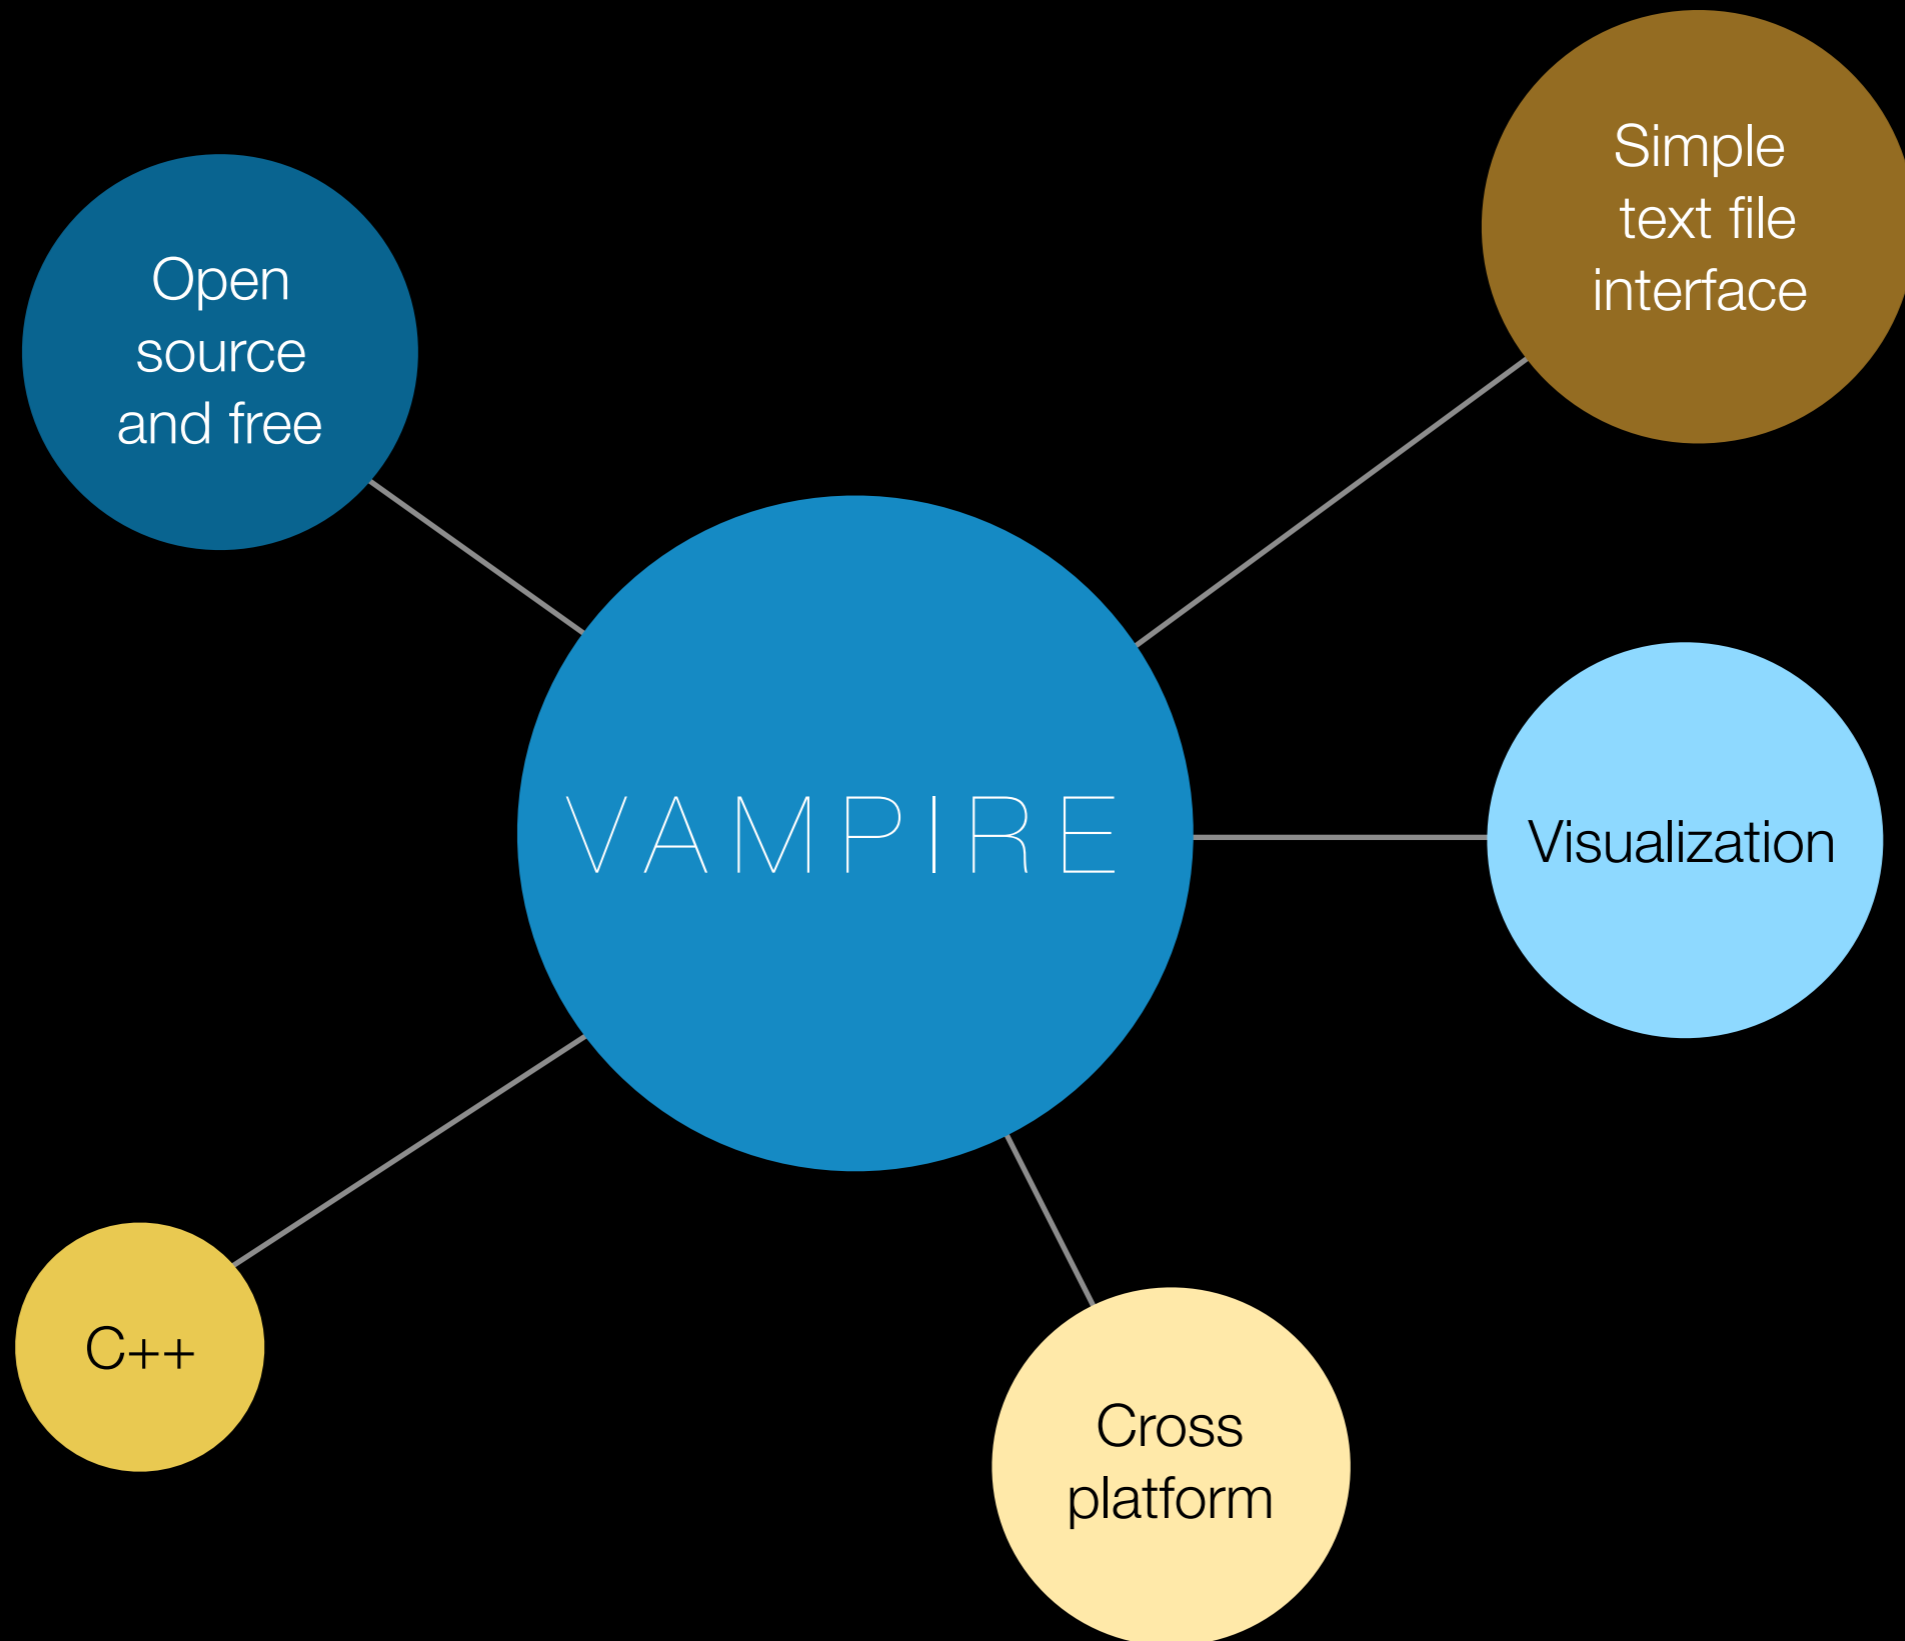 Simple
text file
interface
Open
source
and free
VAMPIRE
Visualization
C++
Cross
platform